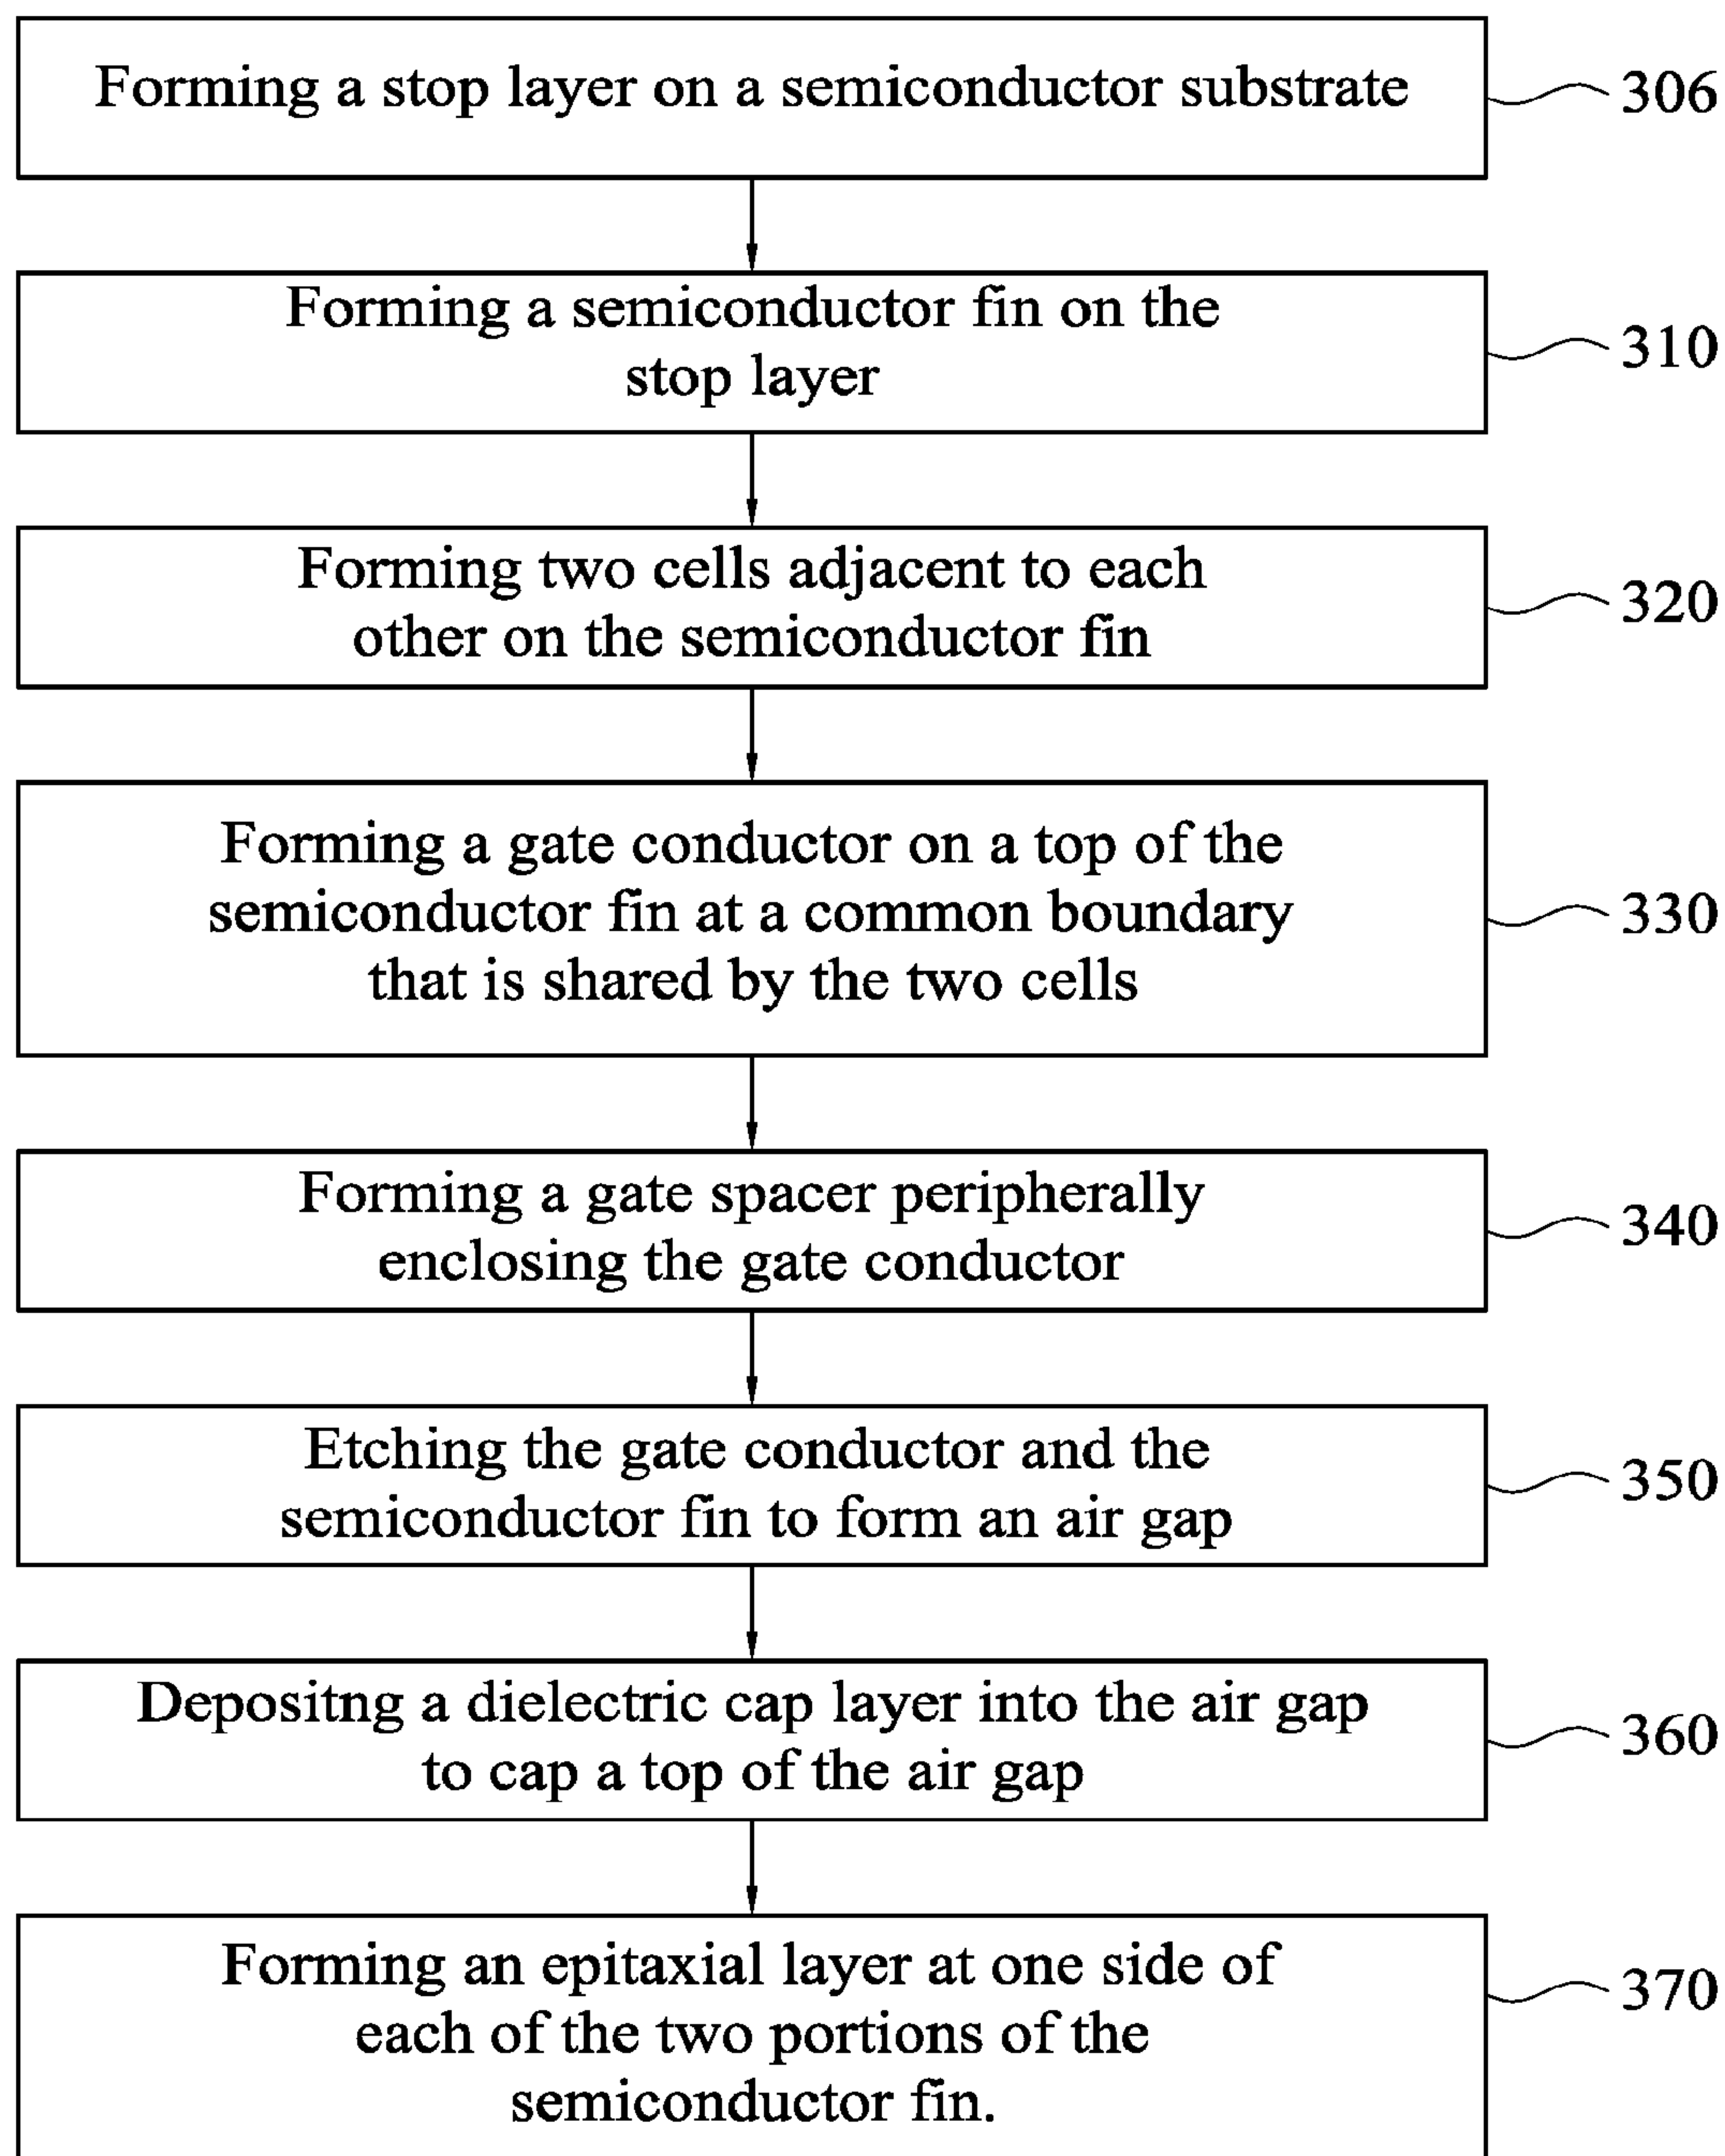 Forming a stop layer on a semiconductor substrate
306
Forming a semiconductor fin on the
stop layer
310
Forming two cells adjacent to each
other on the semiconductor fin
320
Forming a gate conductor on a top of the
semiconductor fin at a common boundary
that is shared by the two cells
330
Forming a gate spacer peripherally
enclosing the gate conductor
340
Etching the gate conductor and the
semiconductor fin to form an air gap
350
Depositng a dielectric cap layer into the air gap
to cap a top of the air gap
360
Forming an epitaxial layer at one side of
each of the two portions of the
semiconductor fin.
370